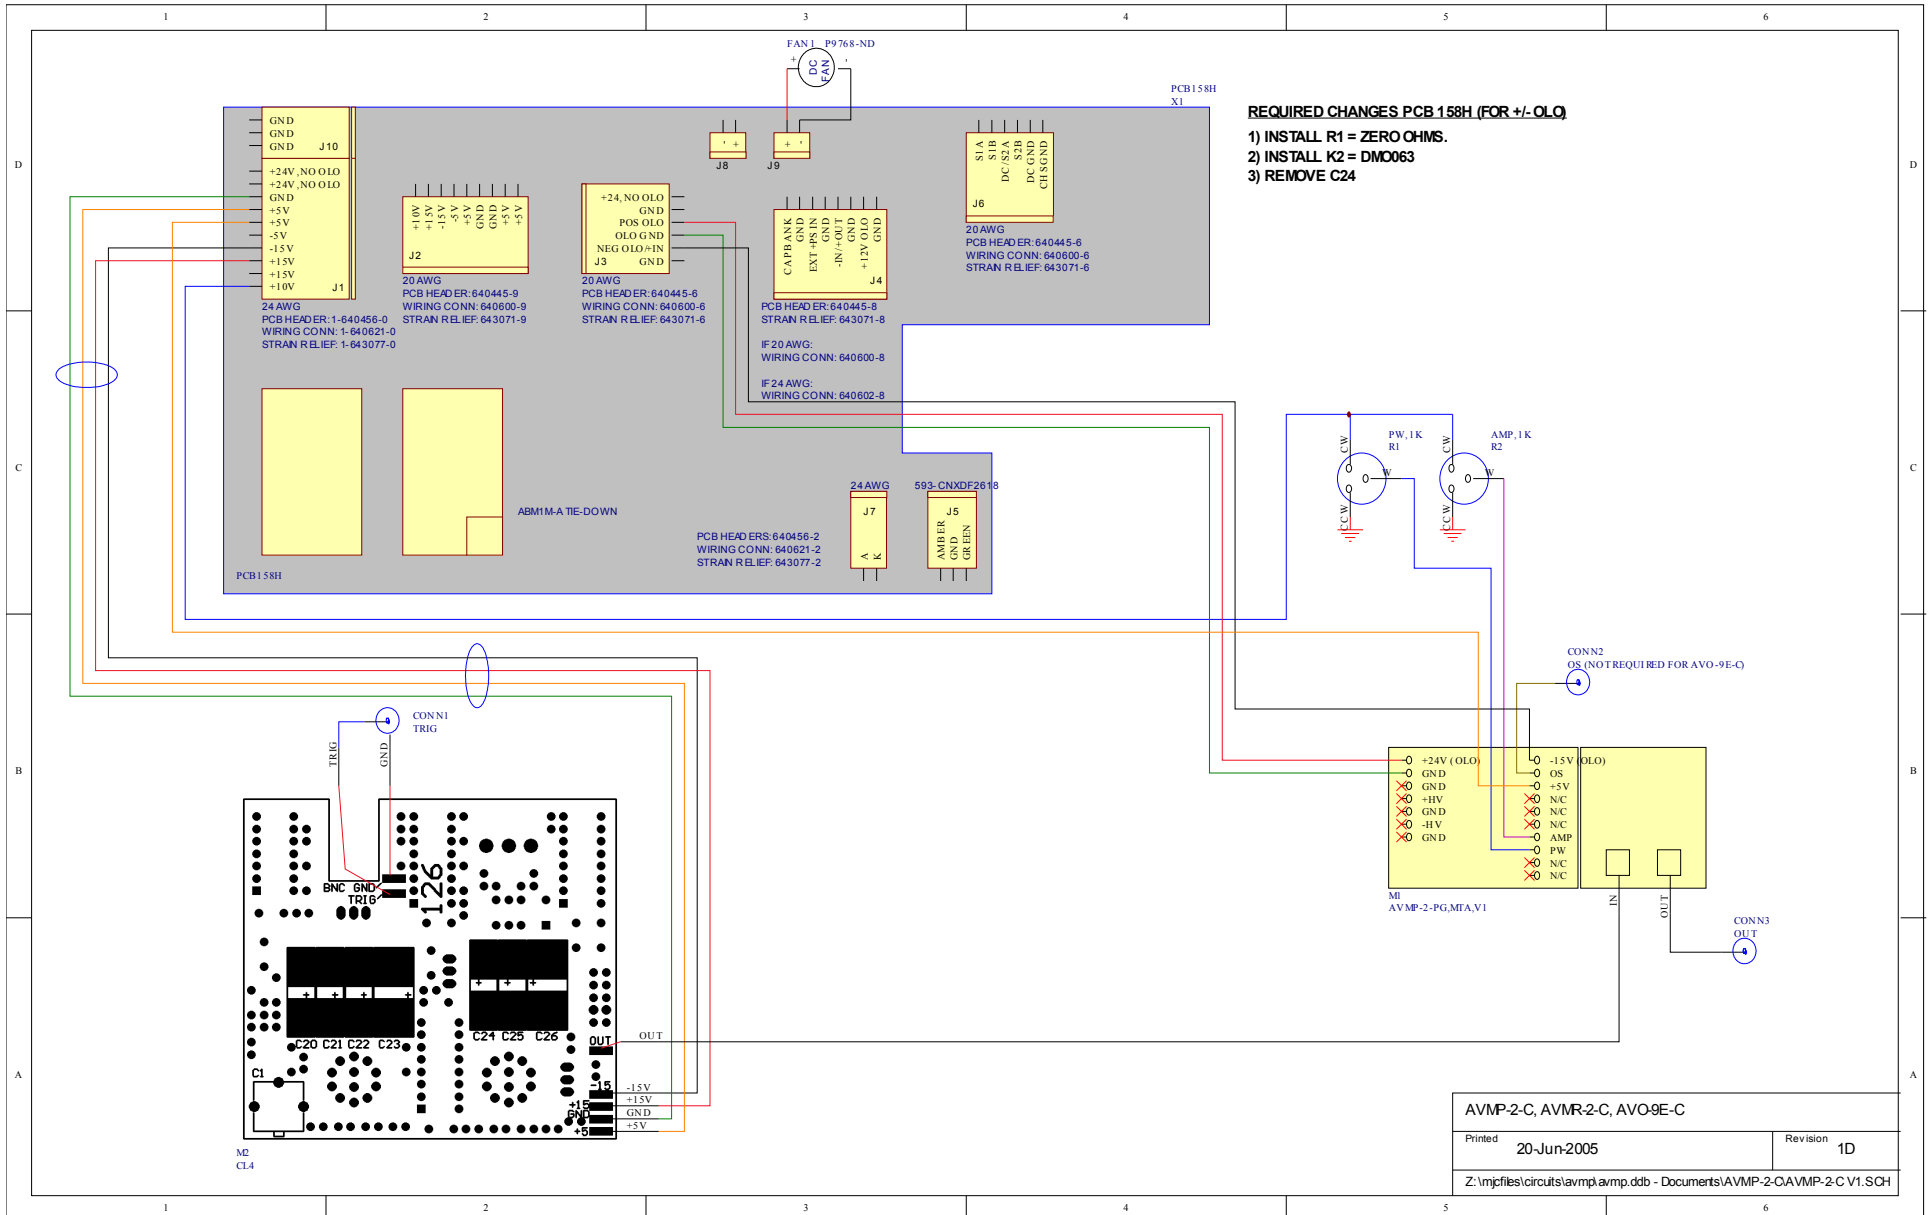 1 2 3 4 5 6
D
C
B
A
FAN1 P9768-ND
+ -
DC FAN
PCB158H
X1
REQUIRED CHANGES PCB 158H (FOR +/- OLO)
1) INSTALL R1 = ZERO OHMS.
2) INSTALL K2 = DMO063
3) REMOVE C24
GND
GND
GND
J10
+24V, NO OLO
+24V, NO OLO
GND
+5V
+5V
-5V
-15V
+15V
+15V
+10V
J1
24 AWG
PCB HEADER: 1-640456-0
WIRING CONN: 1-640621-0
STRAIN RELIEF: 1-643077-0
+10V
+15V
-15V
-5V
+5V
GND
GND
+5V
+5V
J2
20 AWG
PCB HEADER: 640445-9
WIRING CONN: 640600-9
STRAIN RELIEF: 643071-9
+24, NO OLO
GND
POS OLO
OLO GND
NEG OLO/+IN
GND
J3
20 AWG
PCB HEADER: 640445-6
WIRING CONN: 640600-6
STRAIN RELIEF: 643071-6
- +
J8
+ -
J9
CAP BANK
GND
EXT +PS IN
GND
-IN/+OUT
GND
+12V OLO
GND
J4
PCB HEADER: 640445-8
STRAIN RELIEF: 643071-8
IF 20 AWG:
WIRING CONN: 640600-8
IF 24 AWG:
WIRING CONN: 640602-8
S1A
S1B
DC/S2A
S2B
DC GND
CHSGND
J6
20 AWG
PCB HEADER: 640445-6
WIRING CONN: 640600-6
STRAIN RELIEF: 643071-6
ABM1M-A TIE-DOWN
PCB158H
24 AWG
J7
A
K
593-CNXDF2618
J5
AMBER
GND
GREEN
PCB HEADERS: 640456-2
WIRING CONN: 640621-2
STRAIN RELIEF: 643077-2
PW, 1K
R1
CW
W
CCW
AMP, 1K
R2
CW
W
CCW
CONN2
OS (NOT REQUIRED FOR AVO-9E-C)
CONN1
TRIG
TRIG
GND
+24V (OLO)
GND
GND
+HV
GND
-HV
GND
-15V (OLO)
OS
+5V
N/C
N/C
N/C
AMP
PW
N/C
N/C
M1
AVMP-2-PG,MTA,V1
IN
OUT
CONN3
OUT
BNC GND
TRIG
126
+ + + +
C20 C21 C22 C23
+ + +
C24 C25 C26
C1
OUT
-15
+15
GND
+5
OUT
-15V
+15V
GND
+5V
M2
CL4
AVMP-2-C, AVMR-2-C, AVO-9E-C
Printed 20-Jun-2005
Revision 1D
Z:\mjcfiles\circuits\avmp\avmp.ddb - Documents\AVMP-2-C\AVMP-2-C V1.SCH
1 2 3 4 5 6